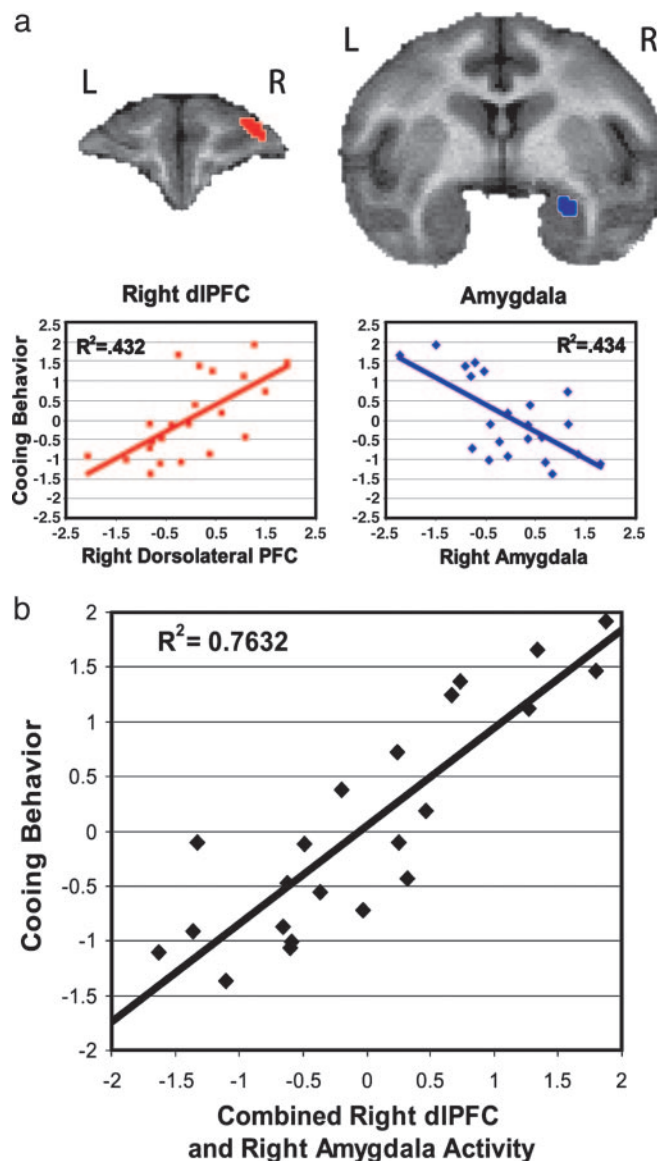 a
L R L R
Right dlPFC Amygdala
Cooing Behavior
2.5
2
1.5
1
0.5
0
-0.5
-1
-1.5
-2
-2.5
R²=.432
-2.5 -1.5 -0.5 0.5 1.5 2.5
Right Dorsolateral PFC
2.5
2
1.5
1
0.5
0
-0.5
-1
-1.5
-2
-2.5
R²=.434
-2.5 -1.5 -0.5 0.5 1.5 2.5
Right Amygdala
b
Cooing Behavior
2
1.5
1
0.5
0
-0.5
-1
-1.5
-2
R²= 0.7632
-2 -1.5 -1 -0.5 0 0.5 1 1.5 2
Combined Right dlPFC
and Right Amygdala Activity